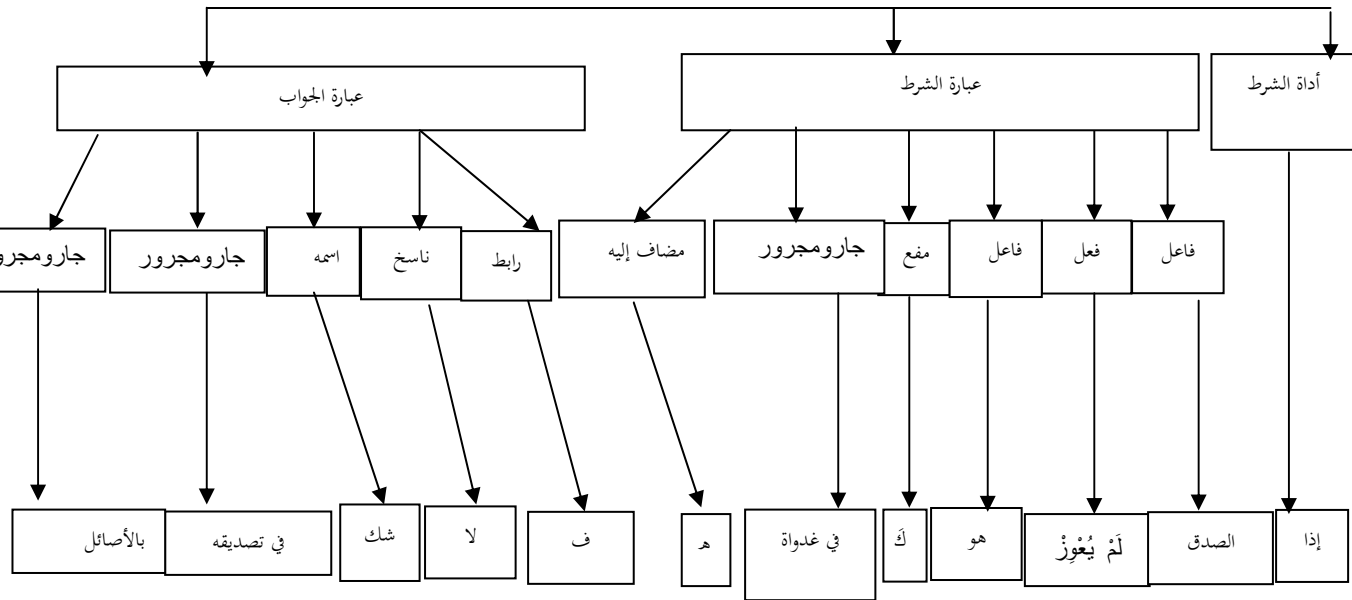 أداة الشرط
عبارة الشرط
عبارة الجواب
فاعل
فعل
فاعل
مفع
جارومجرور
مضاف إليه
رابط
ناسخ
اسمه
جارومجرور
جارومجرو
إذا
الصدق
لَمْ يُعْوِزْ
هو
كَ
في غدواة
ه
ف
لا
شك
في تصديقه
بالأصائل